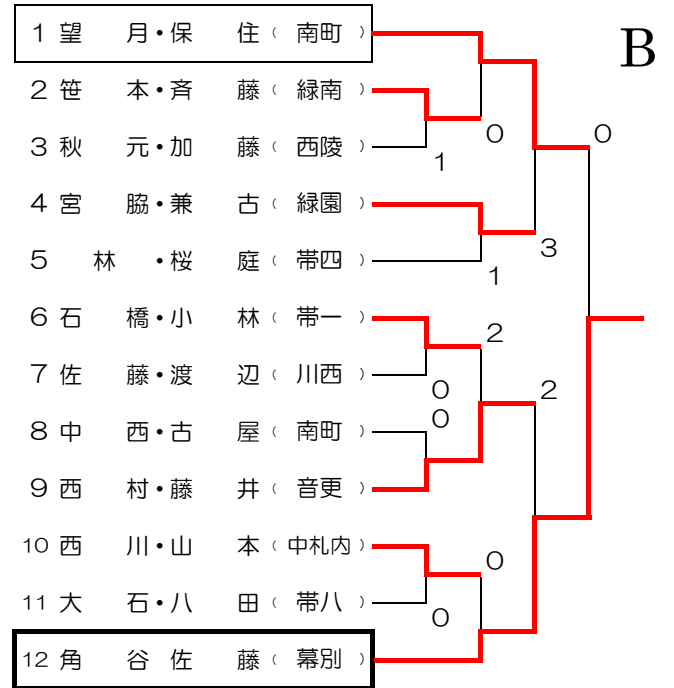 B
1 望 月・保 住 ( 南町 )
2 笹 本・斉 藤 ( 緑南 )
0
0
3 秋 元・加 藤 ( 西陵 )
1
4 宮 脇・兼 古 ( 緑園 )
3
5 林 ・桜 庭 ( 帯四 )
1
6 石 橋・小 林 ( 帯一 )
2
7 佐 藤・渡 辺 ( 川西 )
0
2
8 中 西・古 屋 ( 南町 )
0
9 西 村・藤 井 ( 音更 )
10 西 川・山 本 ( 中札内 )
0
11 大 石・八 田 ( 帯八 )
0
12 角 谷 佐 藤 ( 幕別 )